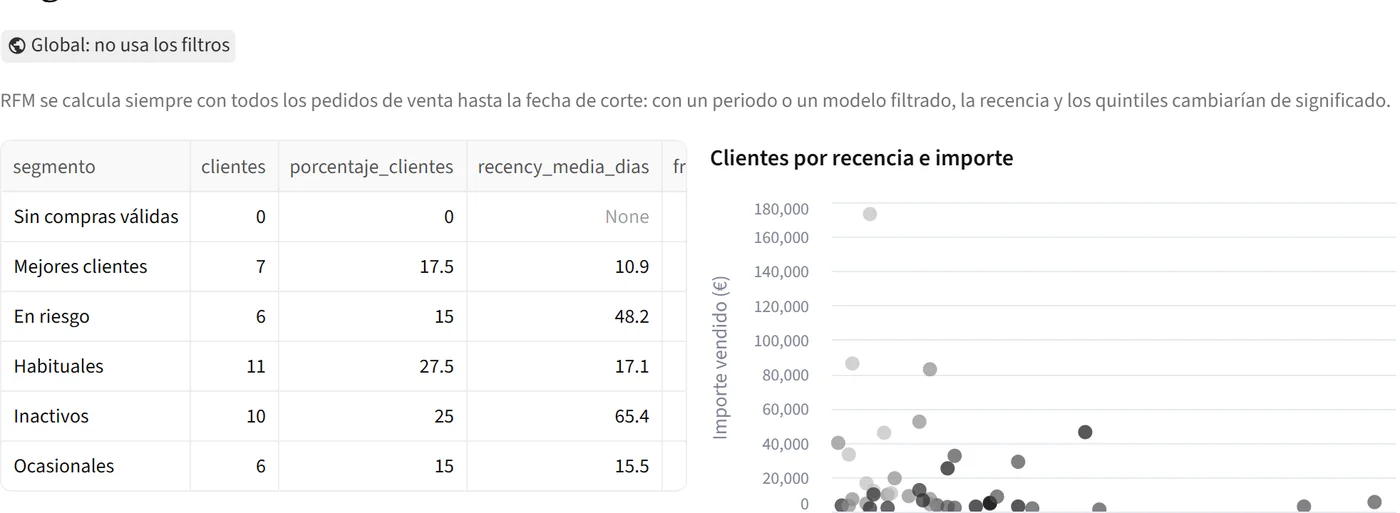 Global: no usa los filtros
RFM se calcula siempre con todos los pedidos de venta hasta la fecha de corte: con un periodo o un modelo filtrado, la recencia y los quintiles cambiarían de significado.
segmento clientes porcentaje_clientes recency_media_dias fr
Sin compras válidas 0 0 None
Mejores clientes 7 17.5 10.9
En riesgo 6 15 48.2
Habituales 11 27.5 17.1
Inactivos 10 25 65.4
Ocasionales 6 15 15.5
Clientes por recencia e importe
Importe vendido (€)
180,000
160,000
140,000
120,000
100,000
80,000
60,000
40,000
20,000
0